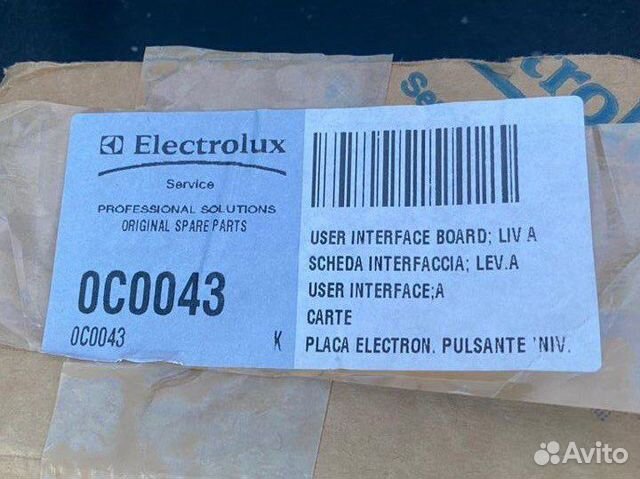 Electrolux
Service
PROFESSIONAL SOLUTIONS
ORIGINAL SPARE PARTS
0C0043
0C0043 K
USER INTERFACE BOARD; LIV A
SCHEDA INTERFACCIA; LEV.A
USER INTERFACE;A
CARTE
PLACA ELECTRON. PULSANTE 'NIV.
Avito